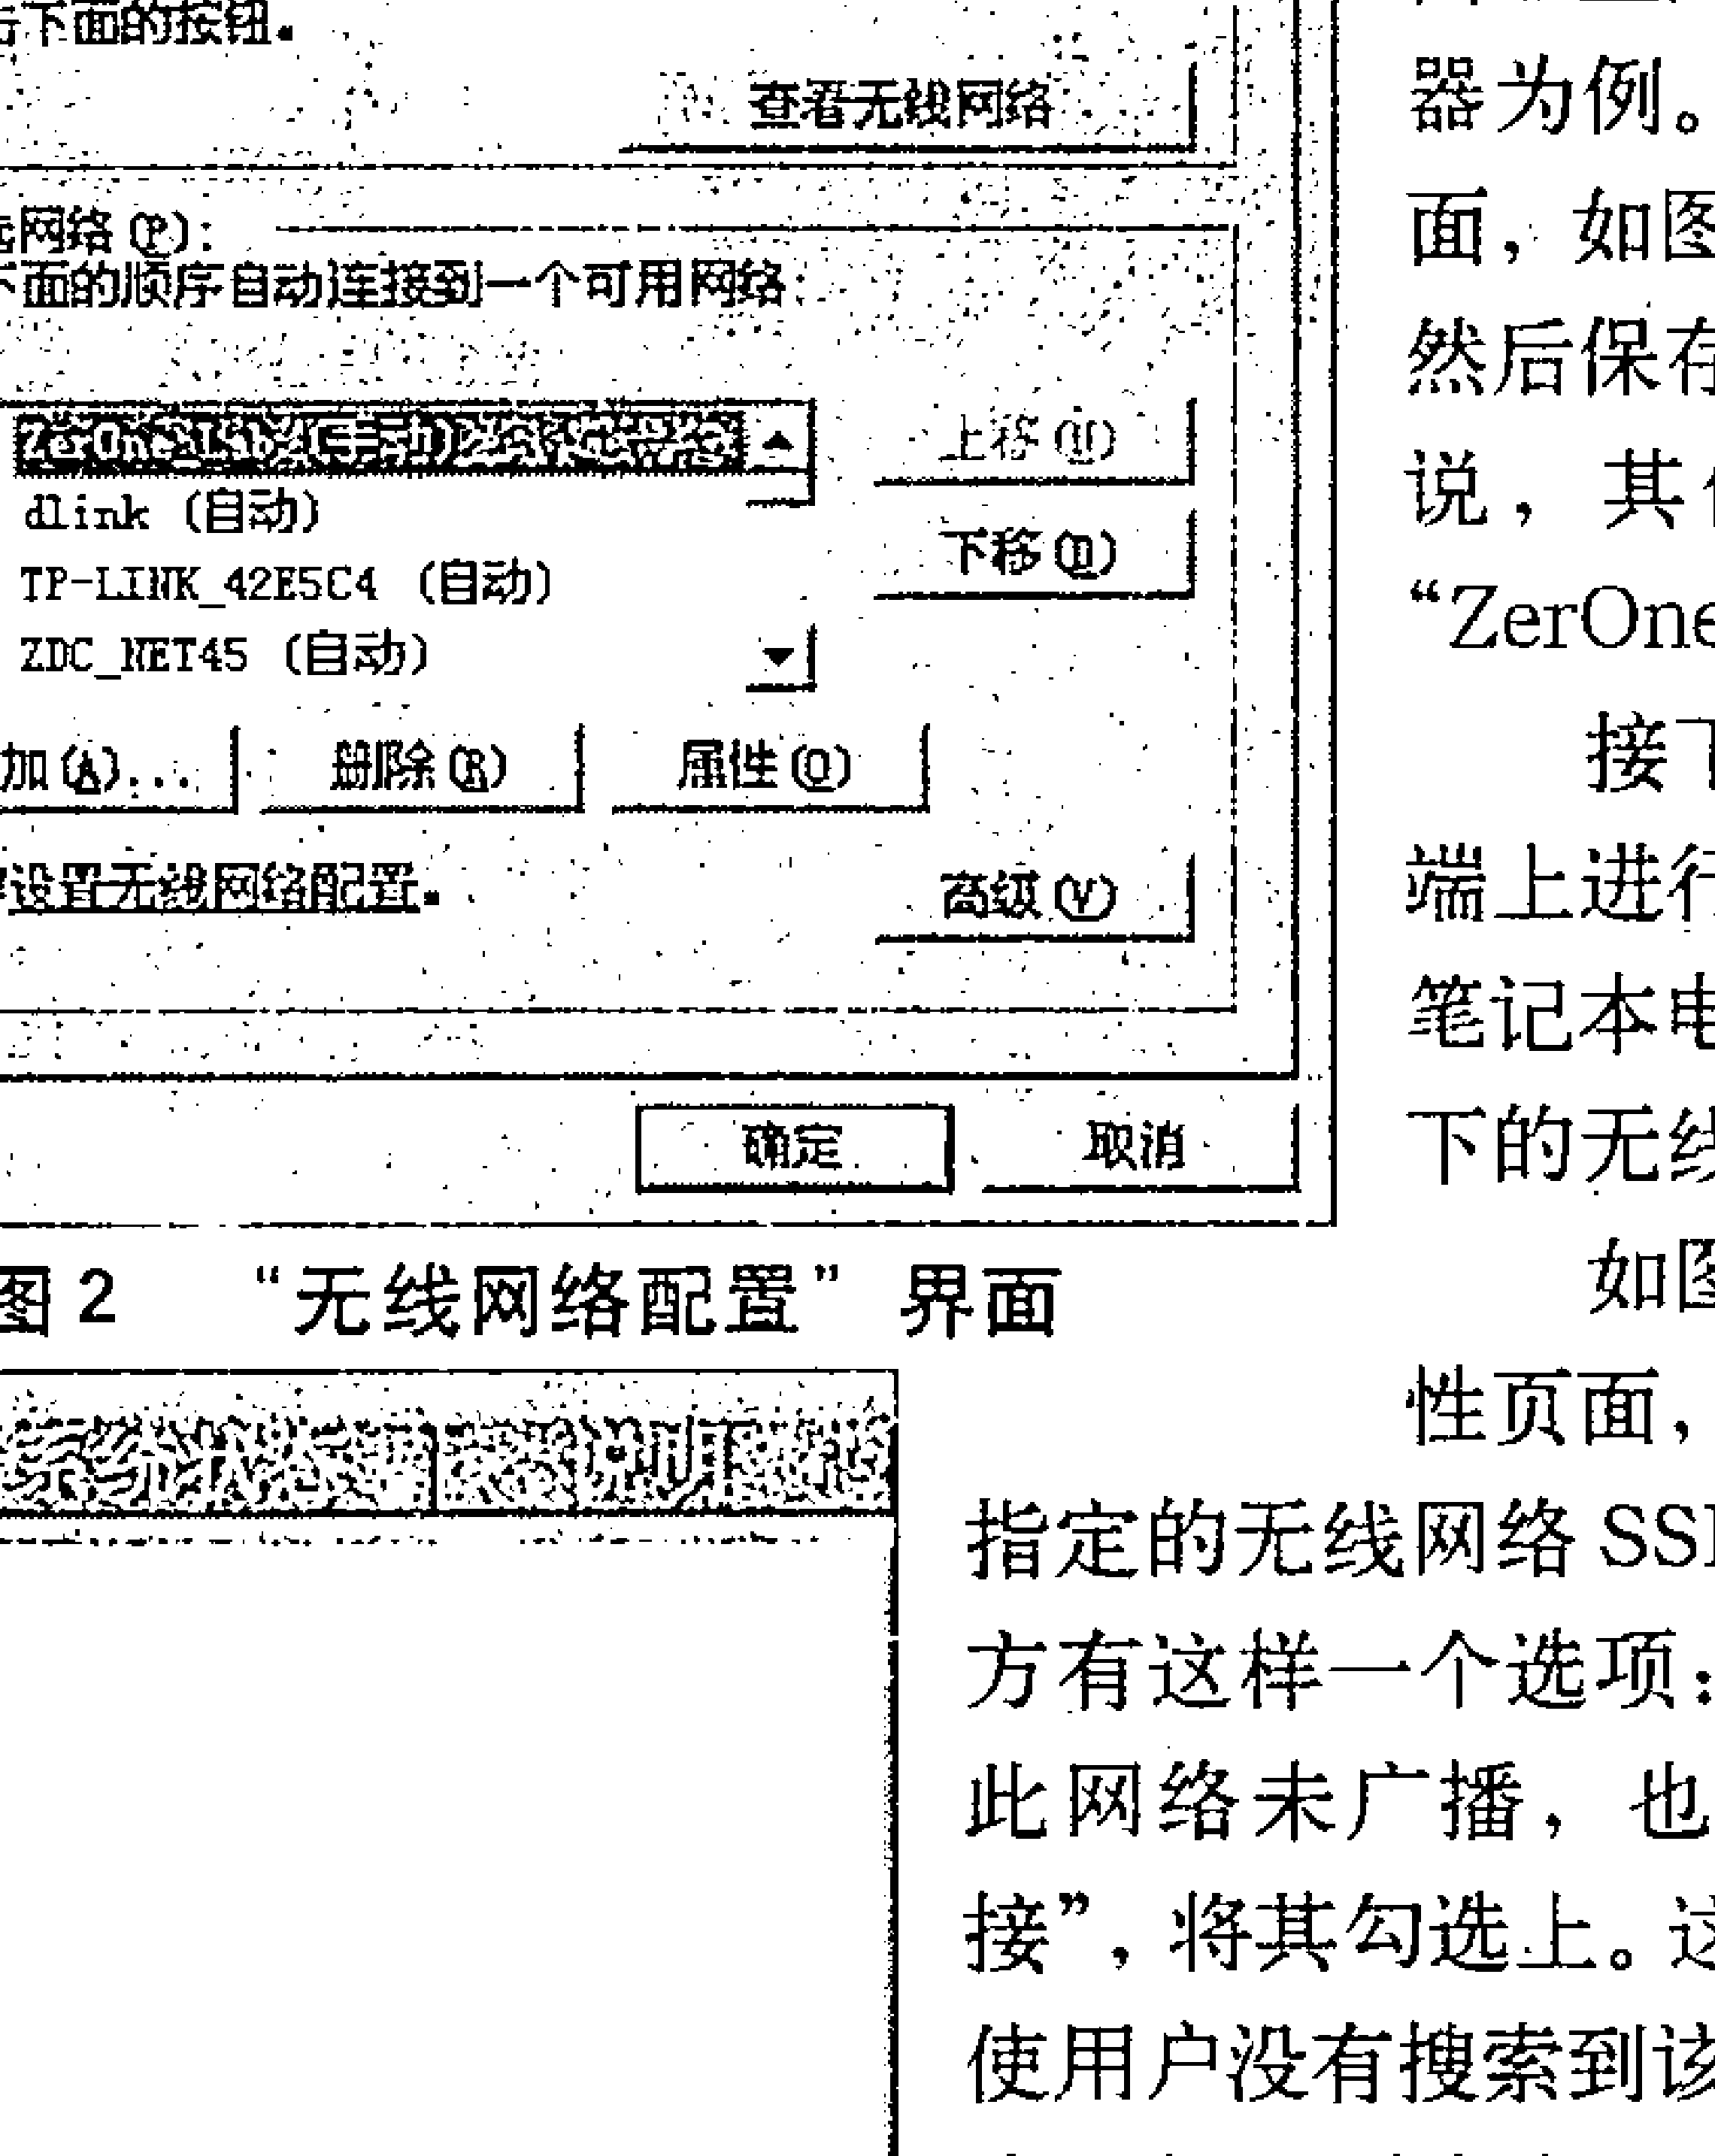 击下面的按钮。
查看无线网络
网络(P):
下面的顺序自动连接到一个可用网络:
ZerOne Lab (手动)
上移(U)
dlink (自动)
下移(D)
TP-LINK_42E5C4 (自动)
ZDC_NET45 (自动)
加(A)... 删除(R) 属性(O)
设置无线网络配置。
高级(V)
确定 取消
图 2 “无线网络配置” 界面
器为例。
面，如图
然后保存
说，其
“ZerOne
接下
端上进行
笔记本电
下的无线
如图
性页面，
指定的无线网络 SSI
方有这样一个选项：
此网络未广播，也
接”，将其勾选上。这
使用户没有搜索到该